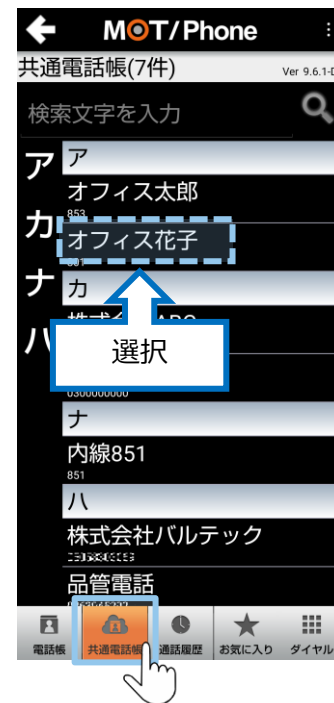 MOT/Phone
共通電話帳(7件)
Ver 9.6.1-D
検索文字を入力
ア
カ
ナ
ハ
ア
オフィス太郎
853
オフィス花子
カ
選択
0300000000
ナ
内線851
851
ハ
株式会社バルテック
品管電話
電話帳
共通電話帳
通話履歴
お気に入り
ダイヤル